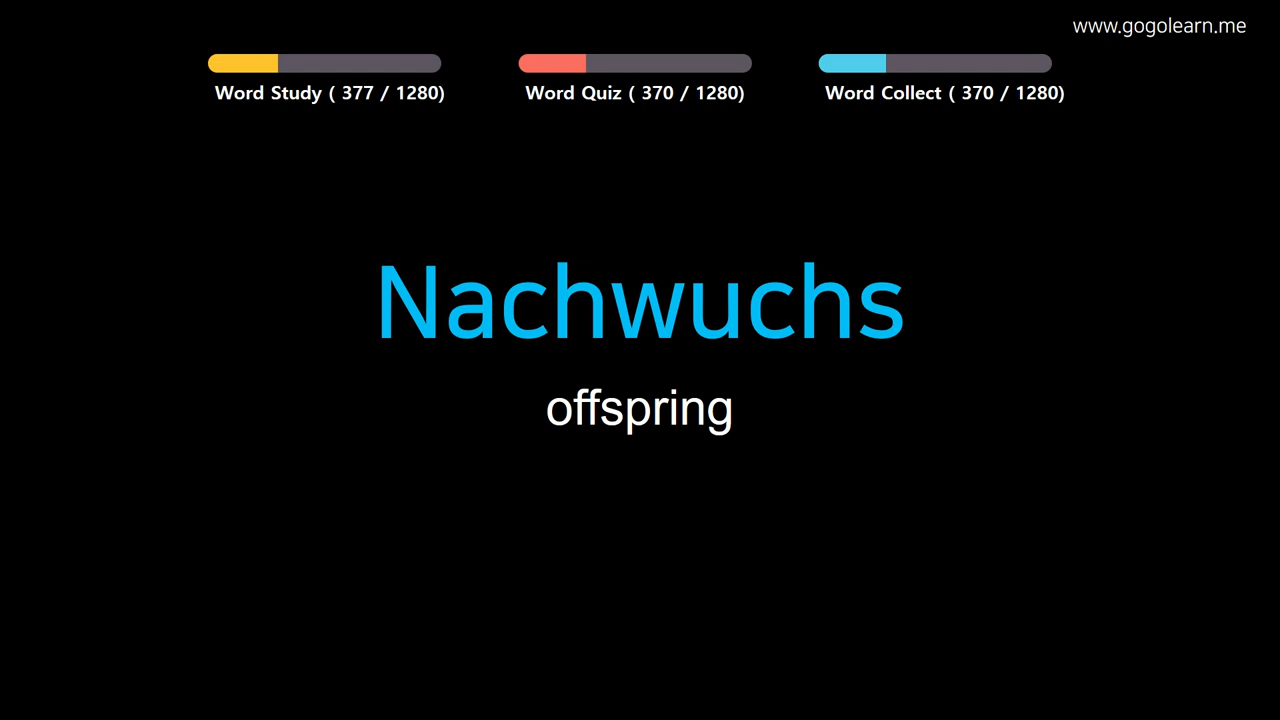 www.gogolearn.me
Word Study ( 377 / 1280)
Word Quiz ( 370 / 1280)
Word Collect ( 370 / 1280)
Nachwuchs
offspring